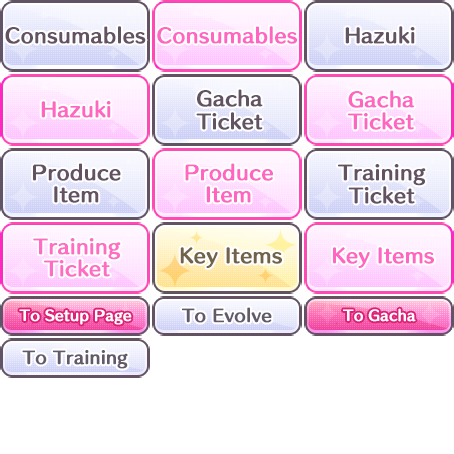 Consumables
Consumables
Hazuki
Hazuki
Gacha
Ticket
Gacha
Ticket
Produce
Item
Produce
Item
Training
Ticket
Training
Ticket
Key Items
Key Items
To Setup Page
To Evolve
To Gacha
To Training